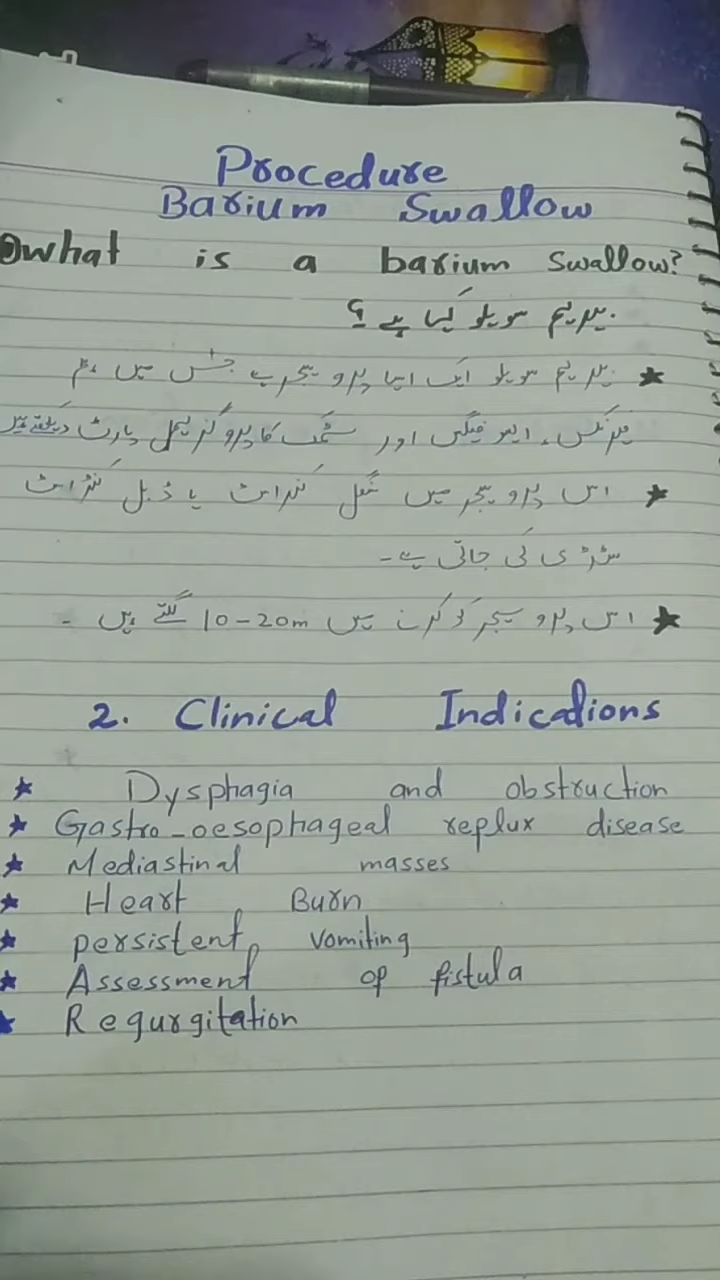 Procedure
Barium Swallow
①what is a barium swallow?
بیریم سویلو کیا ہے؟
★ بیریم سویلو ایک ایسا پروسیجر ہے جس میں ہم
فیرنکس، ایسوفیگس اور سٹمک کا پروگزیمل پارٹ دیکھتے ہیں
★ اس پروسیجر میں سنگل کنٹراسٹ یا ڈبل کنٹراسٹ
سٹڈی کی جاتی ہے۔
★ اس پروسیجر کو کرنے میں 10-20m لگتے ہیں۔
2. Clinical Indications
★ Dysphagia and obstruction
★ Gastro-oesophageal replux disease
★ Mediastinal masses
★ Heart Burn
★ persistent vomiting
★ Assessment of fistula
★ Regurgitation